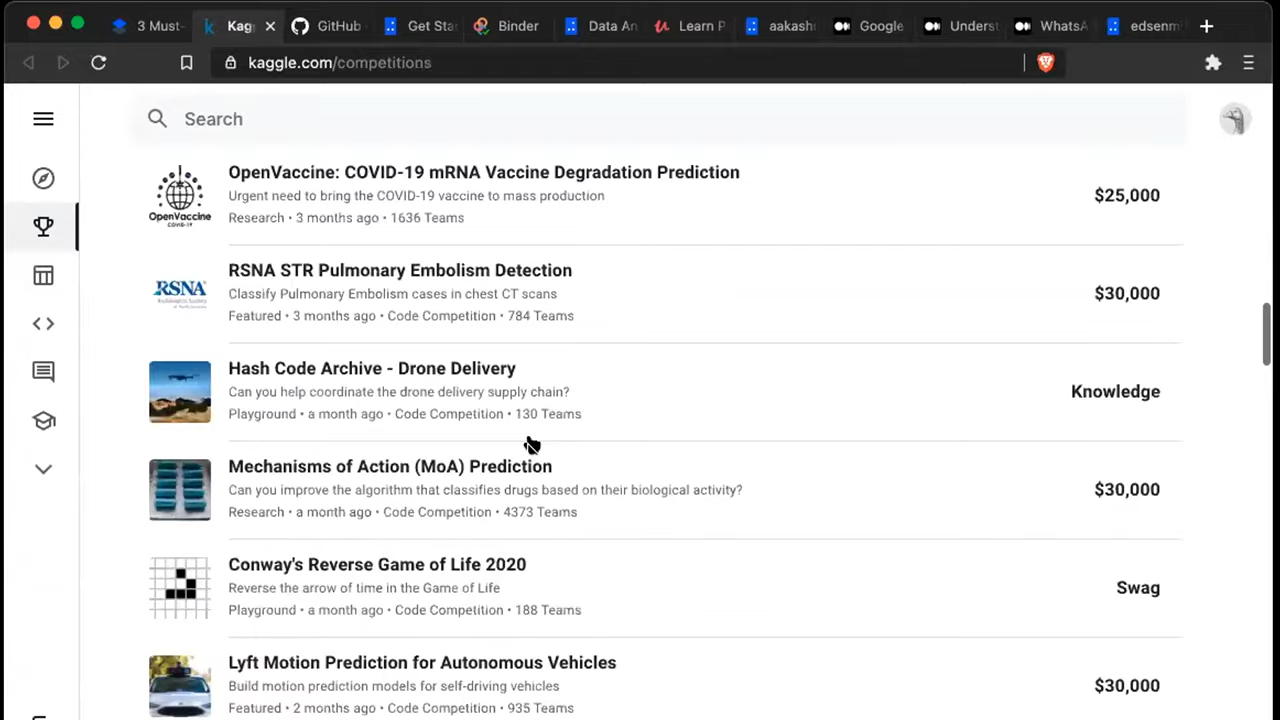 3 Must-
Kag
GitHub
Get Sta
Binder
Data An
Learn P
aakash
Google
Underst
WhatsA
edsenm
kaggle.com/competitions
Search
OpenVaccine: COVID-19 mRNA Vaccine Degradation Prediction
Urgent need to bring the COVID-19 vaccine to mass production
Research • 3 months ago • 1636 Teams
$25,000
OpenVaccine
COVID-19
RSNA STR Pulmonary Embolism Detection
Classify Pulmonary Embolism cases in chest CT scans
Featured • 3 months ago • Code Competition • 784 Teams
$30,000
RSNA
Hash Code Archive - Drone Delivery
Can you help coordinate the drone delivery supply chain?
Playground • a month ago • Code Competition • 130 Teams
Knowledge
Mechanisms of Action (MoA) Prediction
Can you improve the algorithm that classifies drugs based on their biological activity?
Research • a month ago • Code Competition • 4373 Teams
$30,000
Conway's Reverse Game of Life 2020
Reverse the arrow of time in the Game of Life
Playground • a month ago • Code Competition • 188 Teams
Swag
Lyft Motion Prediction for Autonomous Vehicles
Build motion prediction models for self-driving vehicles
Featured • 2 months ago • Code Competition • 935 Teams
$30,000